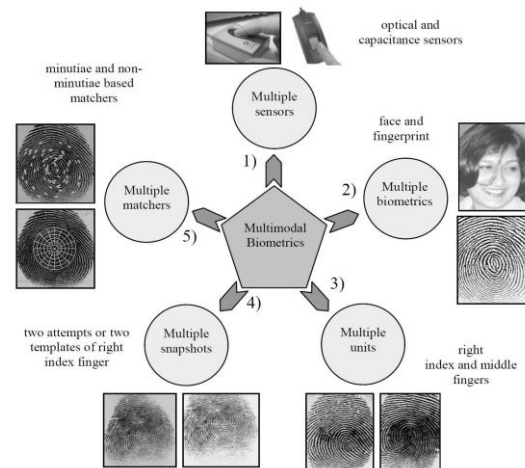 optical and
capacitance sensors
minutiae and non-
minutiae based
matchers
Multiple
sensors
face and
fingerprint
1)
2)
Multiple
biometrics
Multiple
matchers
5)
Multimodal
Biometrics
4)
3)
two attempts or two
templates of right
index finger
Multiple
snapshots
Multiple
units
right
index and middle
fingers